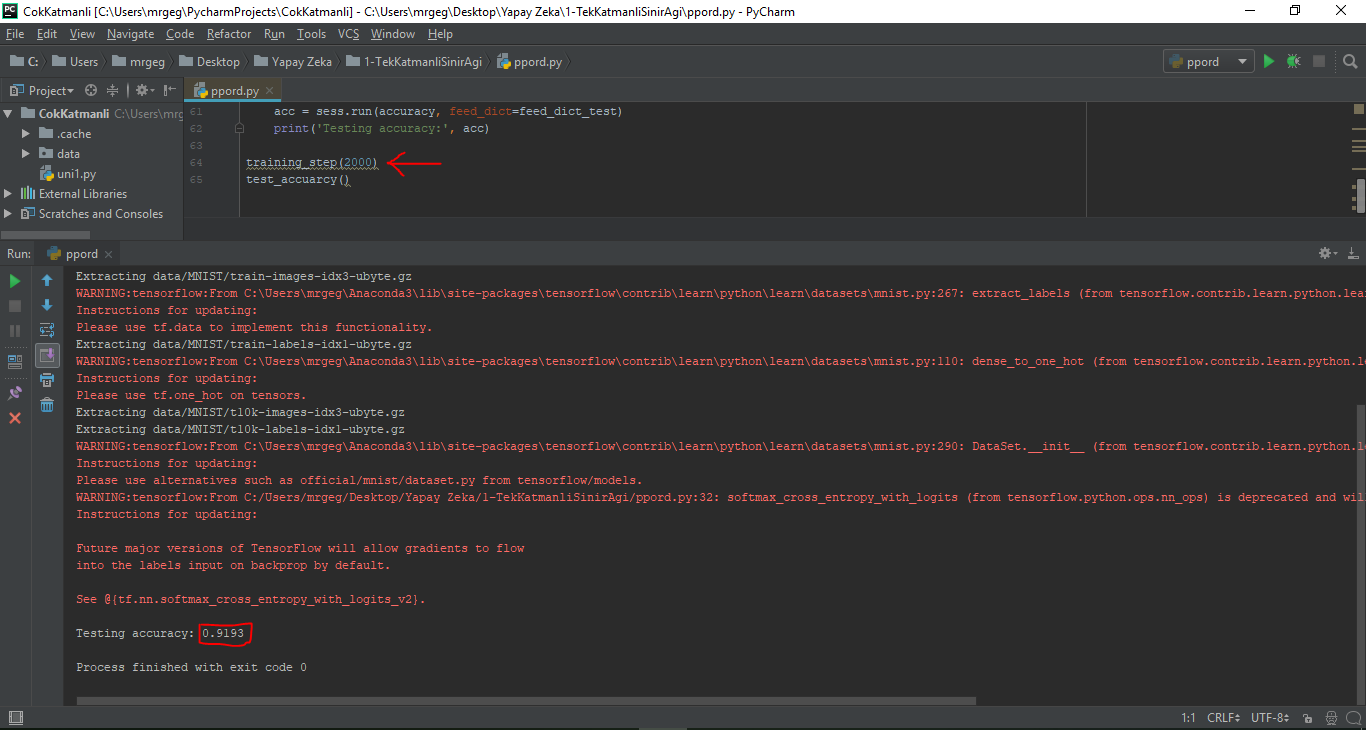 CokKatmanli [C:\Users\mrgeg\PycharmProjects\CokKatmanli] - C:\Users\mrgeg\Desktop\Yapay Zeka\1-TekKatmanliSinirAgi\ppord.py - PyCharm
File Edit View Navigate Code Refactor Run Tools VCS Window Help
C: Users mrgeg Desktop Yapay Zeka 1-TekKatmanliSinirAgi ppord.py ppord
Project ppord.py
CokKatmanli C:\Users\mrg
.cache
data
uni1.py
External Libraries
Scratches and Consoles
61 acc = sess.run(accuracy, feed_dict=feed_dict_test)
62 print('Testing accuracy:', acc)
63
64 training_step(2000)
65 test_accuarcy()
Run: ppord
Extracting data/MNIST/train-images-idx3-ubyte.gz
WARNING:tensorflow:From C:\Users\mrgeg\Anaconda3\lib\site-packages\tensorflow\contrib\learn\python\learn\datasets\mnist.py:267: extract_labels (from tensorflow.contrib.learn.python.lea
Instructions for updating:
Please use tf.data to implement this functionality.
Extracting data/MNIST/train-labels-idx1-ubyte.gz
WARNING:tensorflow:From C:\Users\mrgeg\Anaconda3\lib\site-packages\tensorflow\contrib\learn\python\learn\datasets\mnist.py:110: dense_to_one_hot (from tensorflow.contrib.learn.python.l
Instructions for updating:
Please use tf.one_hot on tensors.
Extracting data/MNIST/t10k-images-idx3-ubyte.gz
Extracting data/MNIST/t10k-labels-idx1-ubyte.gz
WARNING:tensorflow:From C:\Users\mrgeg\Anaconda3\lib\site-packages\tensorflow\contrib\learn\python\learn\datasets\mnist.py:290: DataSet.__init__ (from tensorflow.contrib.learn.python.l
Instructions for updating:
Please use alternatives such as official/mnist/dataset.py from tensorflow/models.
WARNING:tensorflow:From C:/Users/mrgeg/Desktop/Yapay Zeka/1-TekKatmanliSinirAgi/ppord.py:32: softmax_cross_entropy_with_logits (from tensorflow.python.ops.nn_ops) is deprecated and wil
Instructions for updating:
Future major versions of TensorFlow will allow gradients to flow
into the labels input on backprop by default.
See @{tf.nn.softmax_cross_entropy_with_logits_v2}.
Testing accuracy: 0.9193
Process finished with exit code 0
1:1 CRLF UTF-8